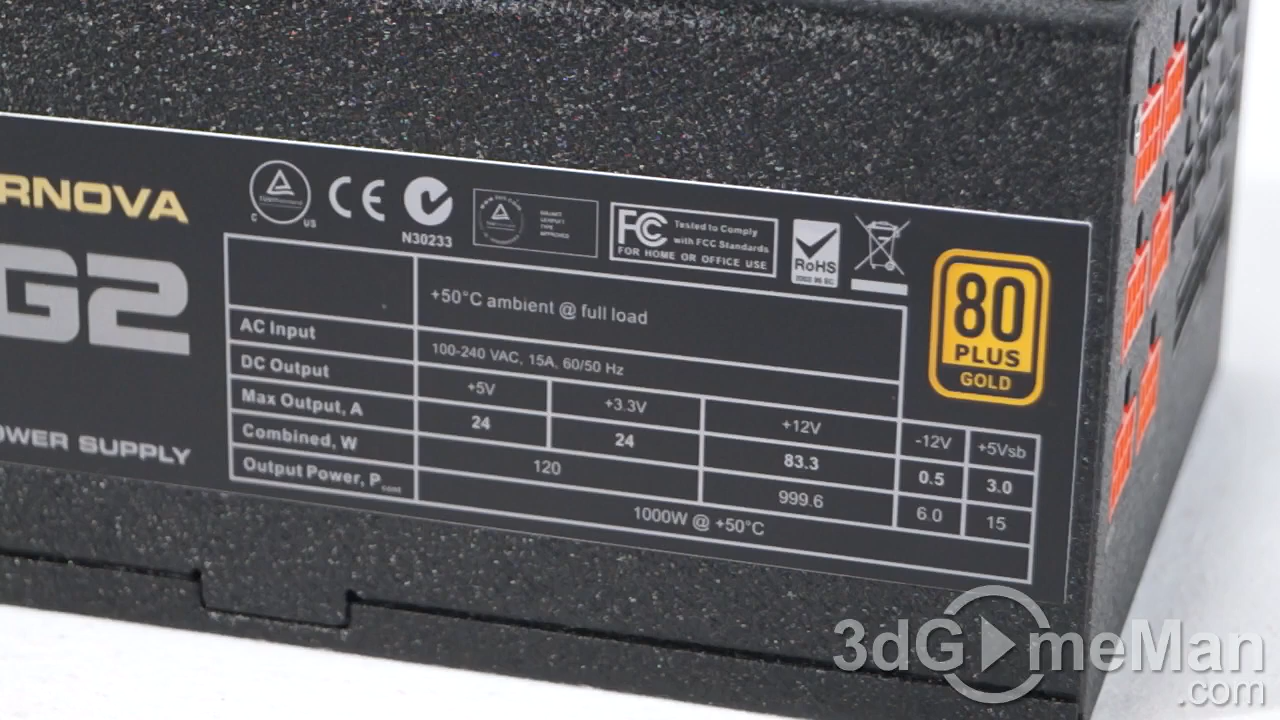 RNOVA
G2
OWER SUPPLY
C US
CE
N30233
FC Tested to Comply
with FCC Standards
FOR HOME OR OFFICE USE
RoHS
80
PLUS
GOLD
+50°C ambient @ full load
AC Input 100-240 VAC, 15A, 60/50 Hz
DC Output +5V +3.3V +12V -12V +5Vsb
Max Output, A 24 24 83.3 0.5 3.0
Combined, W 120 999.6 6.0 15
Output Power, Pcont 1000W @ +50°C
3dGameMan
.com